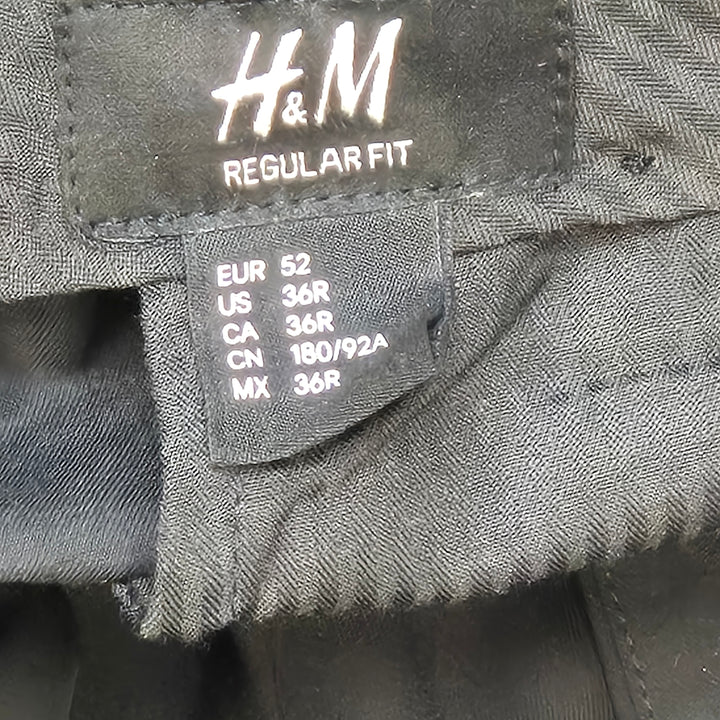 H&M
REGULAR FIT
EUR 52
US 36R
CA 36R
CN 180/92A
MX 36R